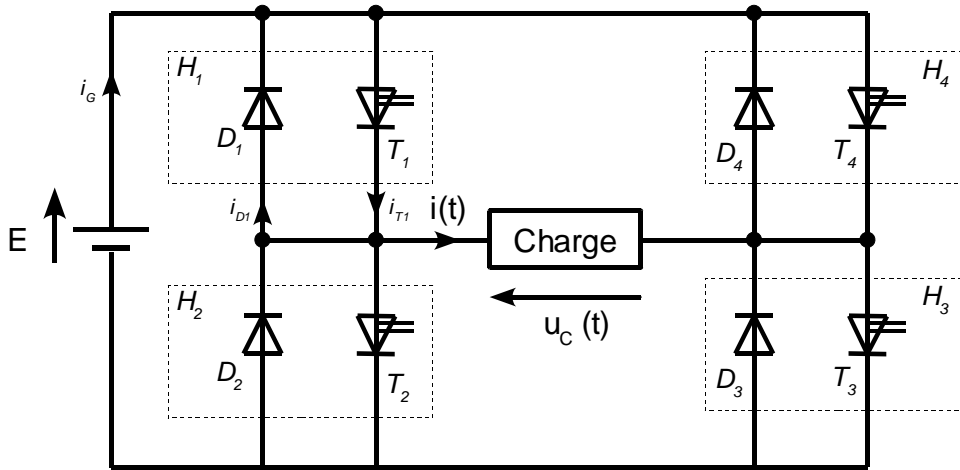 H1
H4
iG
D1
T1
D4
T4
iD1
iT1
i(t)
E
Charge
H2
H3
uC (t)
D2
T2
D3
T3